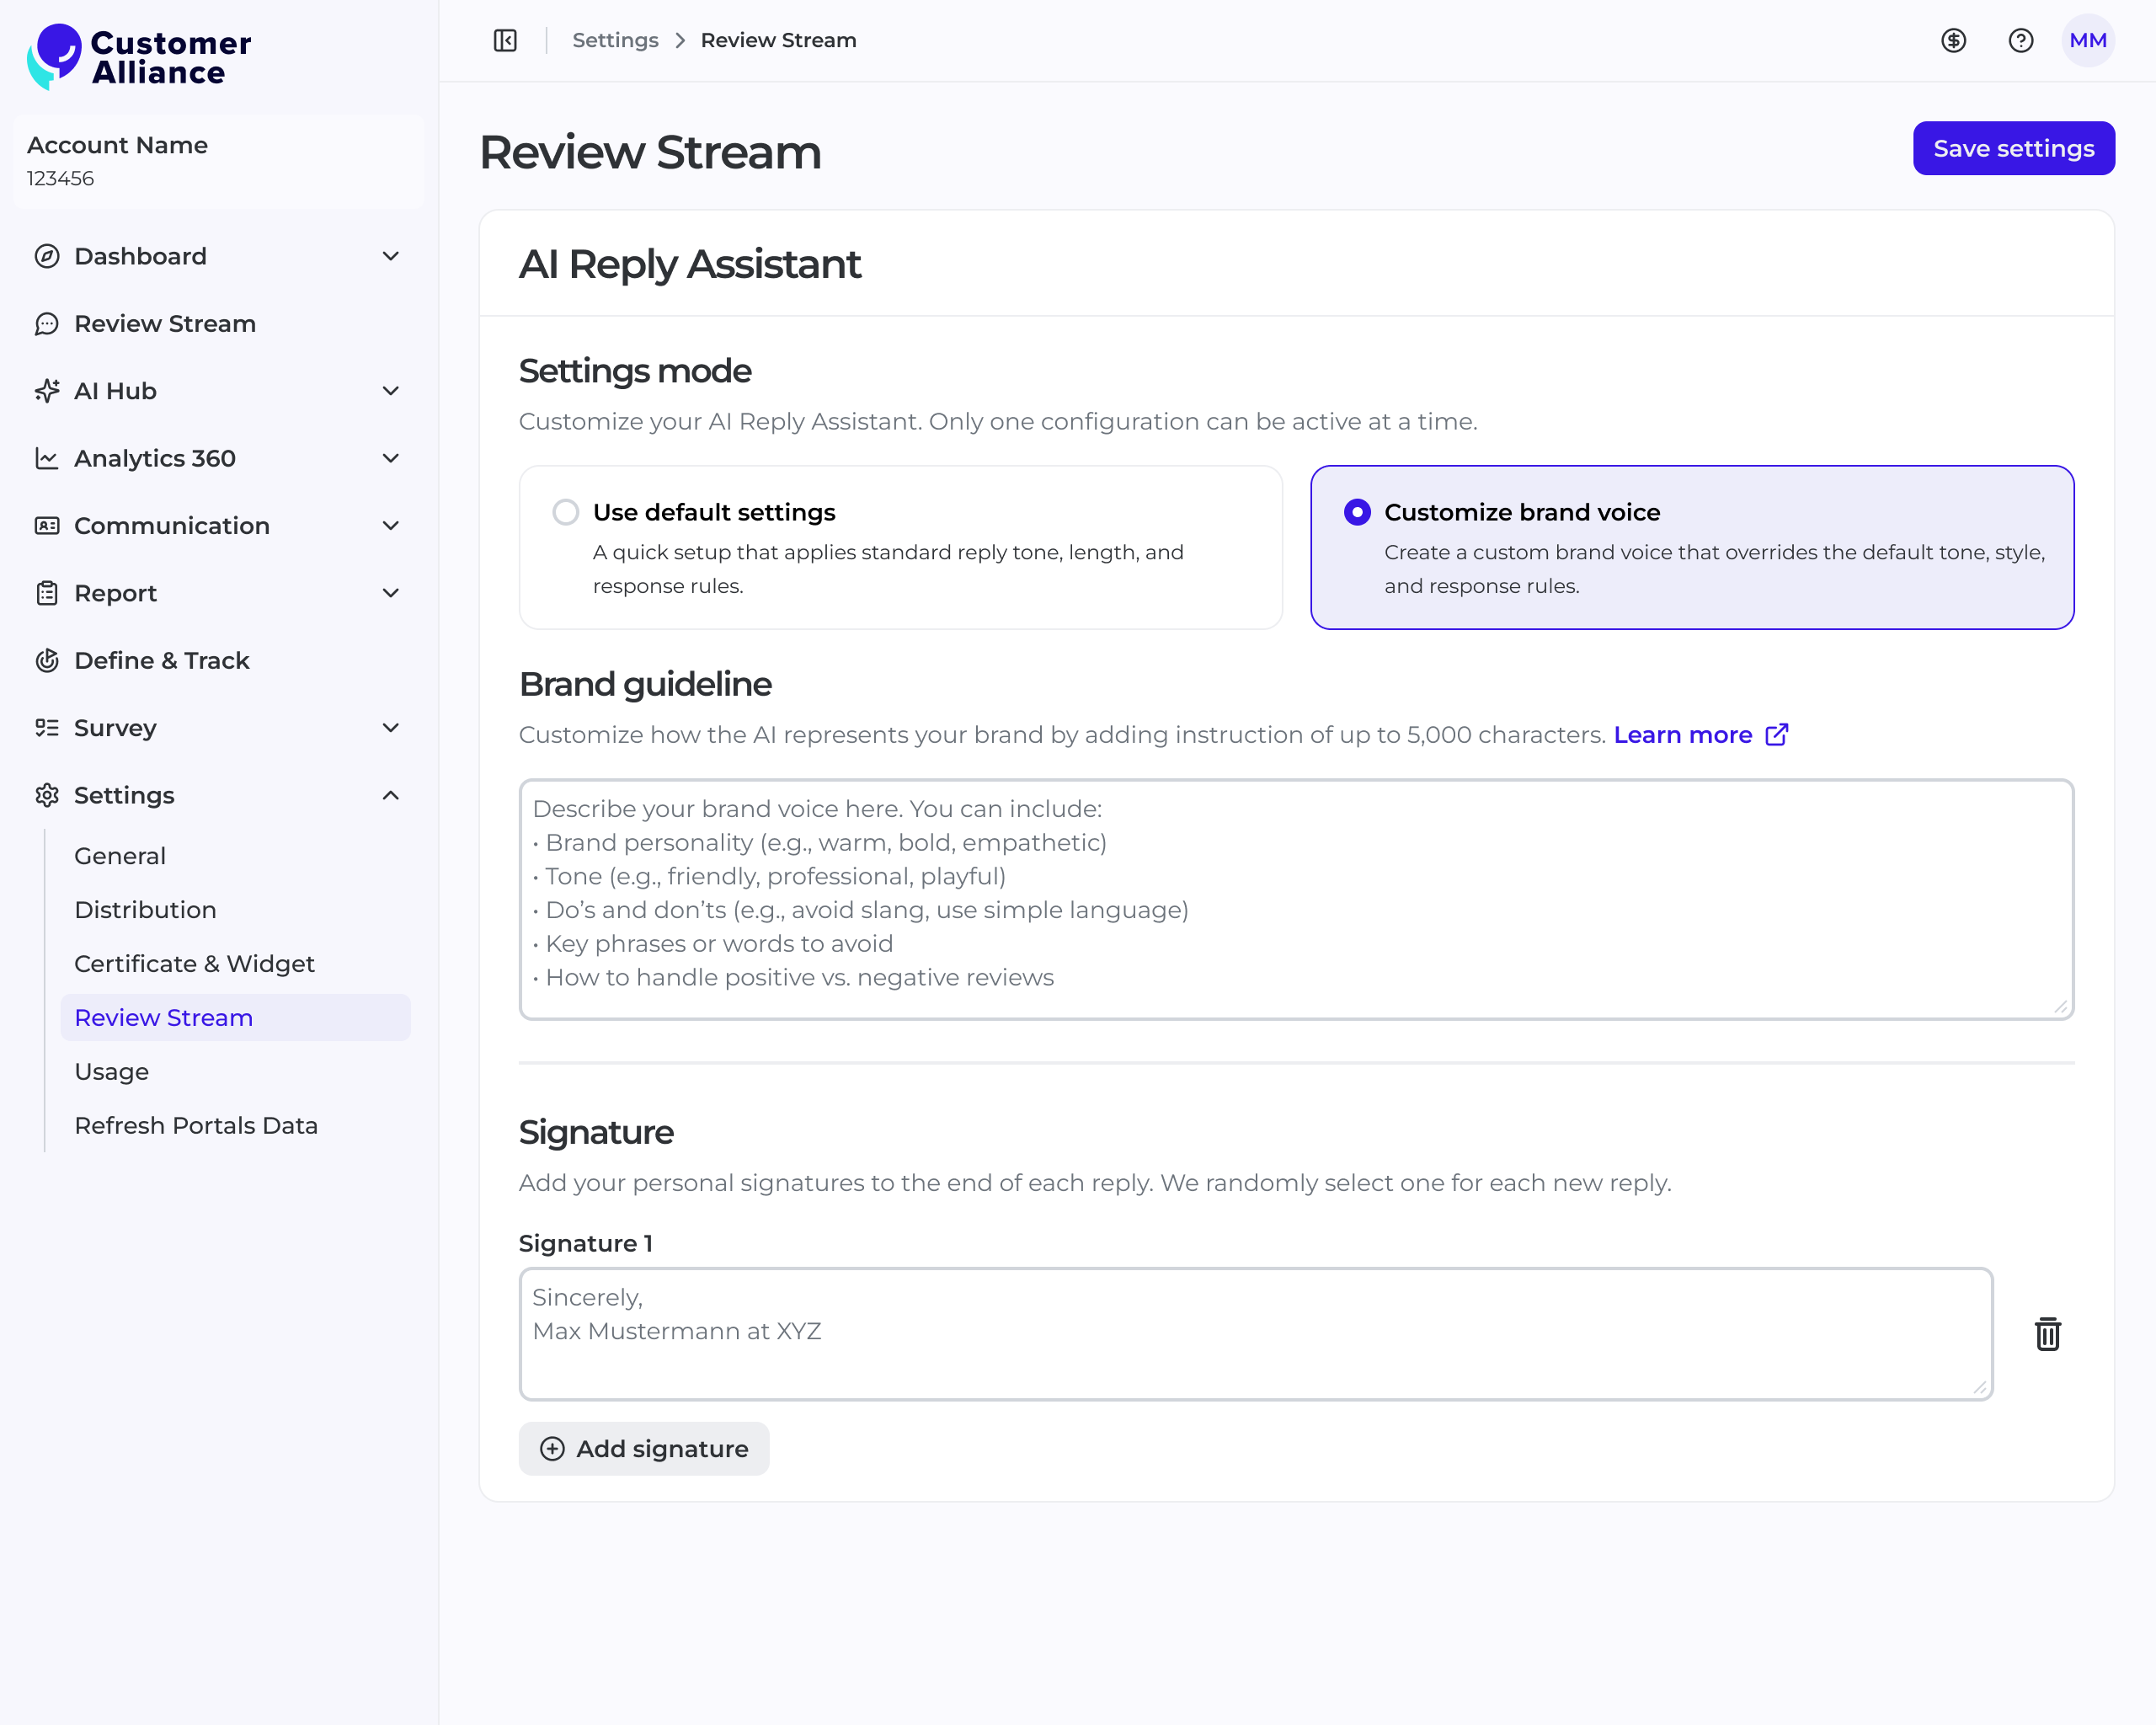 Customer
Alliance
Account Name
123456
Dashboard
Review Stream
AI Hub
Analytics 360
Communication
Report
Define & Track
Survey
Settings
General
Distribution
Certificate & Widget
Review Stream
Usage
Refresh Portals Data
Settings > Review Stream
MM
Review Stream
Save settings
AI Reply Assistant
Settings mode
Customize your AI Reply Assistant. Only one configuration can be active at a time.
Use default settings
A quick setup that applies standard reply tone, length, and
response rules.
Customize brand voice
Create a custom brand voice that overrides the default tone, style,
and response rules.
Brand guideline
Customize how the AI represents your brand by adding instruction of up to 5,000 characters. Learn more
Describe your brand voice here. You can include:
• Brand personality (e.g., warm, bold, empathetic)
• Tone (e.g., friendly, professional, playful)
• Do’s and don’ts (e.g., avoid slang, use simple language)
• Key phrases or words to avoid
• How to handle positive vs. negative reviews
Signature
Add your personal signatures to the end of each reply. We randomly select one for each new reply.
Signature 1
Sincerely,
Max Mustermann at XYZ
Add signature